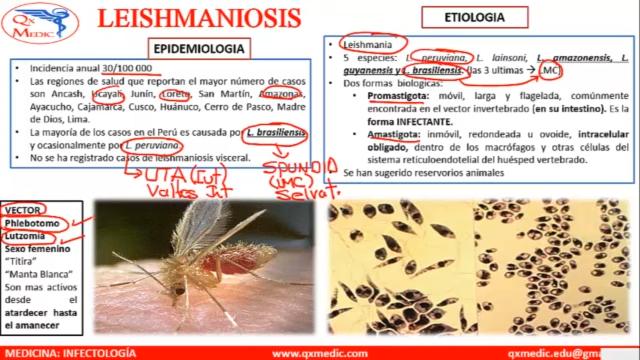 Qx
MEDIC
LEISHMANIOSIS
EPIDEMIOLOGIA
• Incidencia anual 30/100 000
• Las regiones de salud que reportan el mayor número de casos
son Ancash, Ucayali, Junín, Loreto, San Martín, Amazonas,
Ayacucho, Cajamarca, Cusco, Huánuco, Cerro de Pasco, Madre
de Dios, Lima.
• La mayoría de los casos en el Perú es causada por L. brasiliensis
y ocasionalmente por L. peruviana.
• No se ha registrado casos de leishmaniosis visceral.
UTA (Cut)
Valles Int
SPUNDIA
(MC)
Selvat.
ETIOLOGIA
• Leishmania
• 5 especies: L. peruviana, L. lainsoni, L. amazonensis, L.
guyanensis y L. brasiliensis. (las 3 ultimas → LMC)
• Dos formas biologicas:
• Promastigota: móvil, larga y flagelada, comúnmente
encontrada en el vector invertebrado (en su intestino). Es
la forma INFECTANTE.
• Amastigota: inmóvil, redondeada u ovoide, intracelular
obligado, dentro de los macrófagos y otras células del
sistema reticuloendotelial del huésped vertebrado.
• Se han sugerido reservorios animales
VECTOR
Phlebotomo
Lutzomia
Sexo femenino
“Titira”
“Manta Blanca”
Son mas activos
desde el
atardecer hasta
el amanecer
MEDICINA: INFECTOLOGÍA
www.qxmedic.com
qxmedic.edu@gma